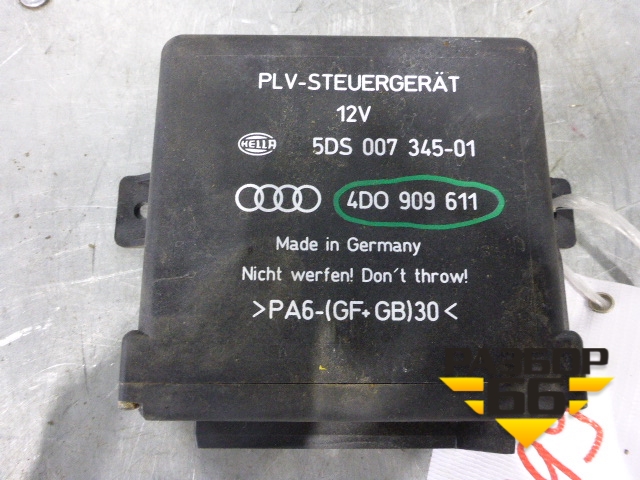 PLV-STEUERGERÄT
12V
HELLA 5DS 007 345-01
4D0 909 611
Made in Germany
Nicht werfen! Don't throw!
>PA6-(GF+GB)30<
РАЗБОР
66